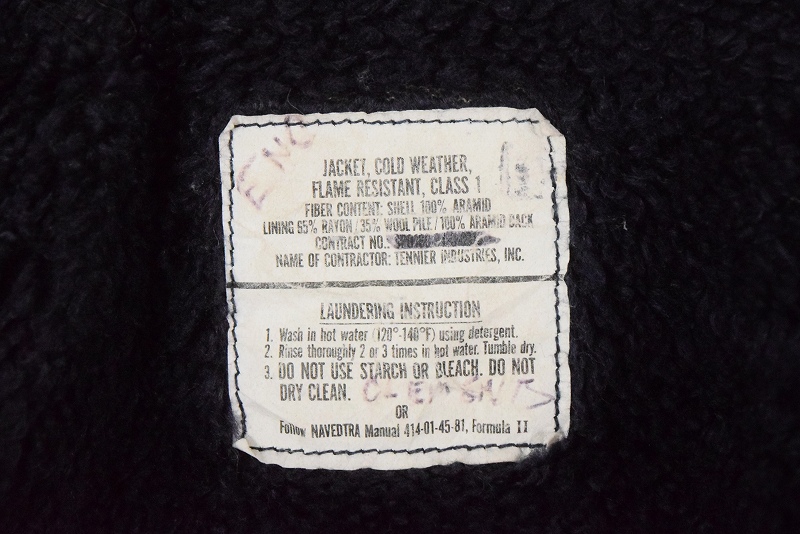 ENG
JACKET, COLD WEATHER,
FLAME RESISTANT, CLASS 1
FIBER CONTENT: SHELL 100% ARAMID
LINING 65% RAYON/35% WOOL PILE/100% ARAMID BACK
CONTRACT NO.:
NAME OF CONTRACTOR: TENNIER INDUSTRIES, INC.
LAUNDERING INSTRUCTION
1. Wash in hot water (120°-140°F) using detergent.
2. Rinse thoroughly 2 or 3 times in hot water. Tumble dry.
3. DO NOT USE STARCH OR BLEACH. DO NOT
DRY CLEAN.
OR
Follow NAVEDTRA Manual 414-01-45-81, Formula II